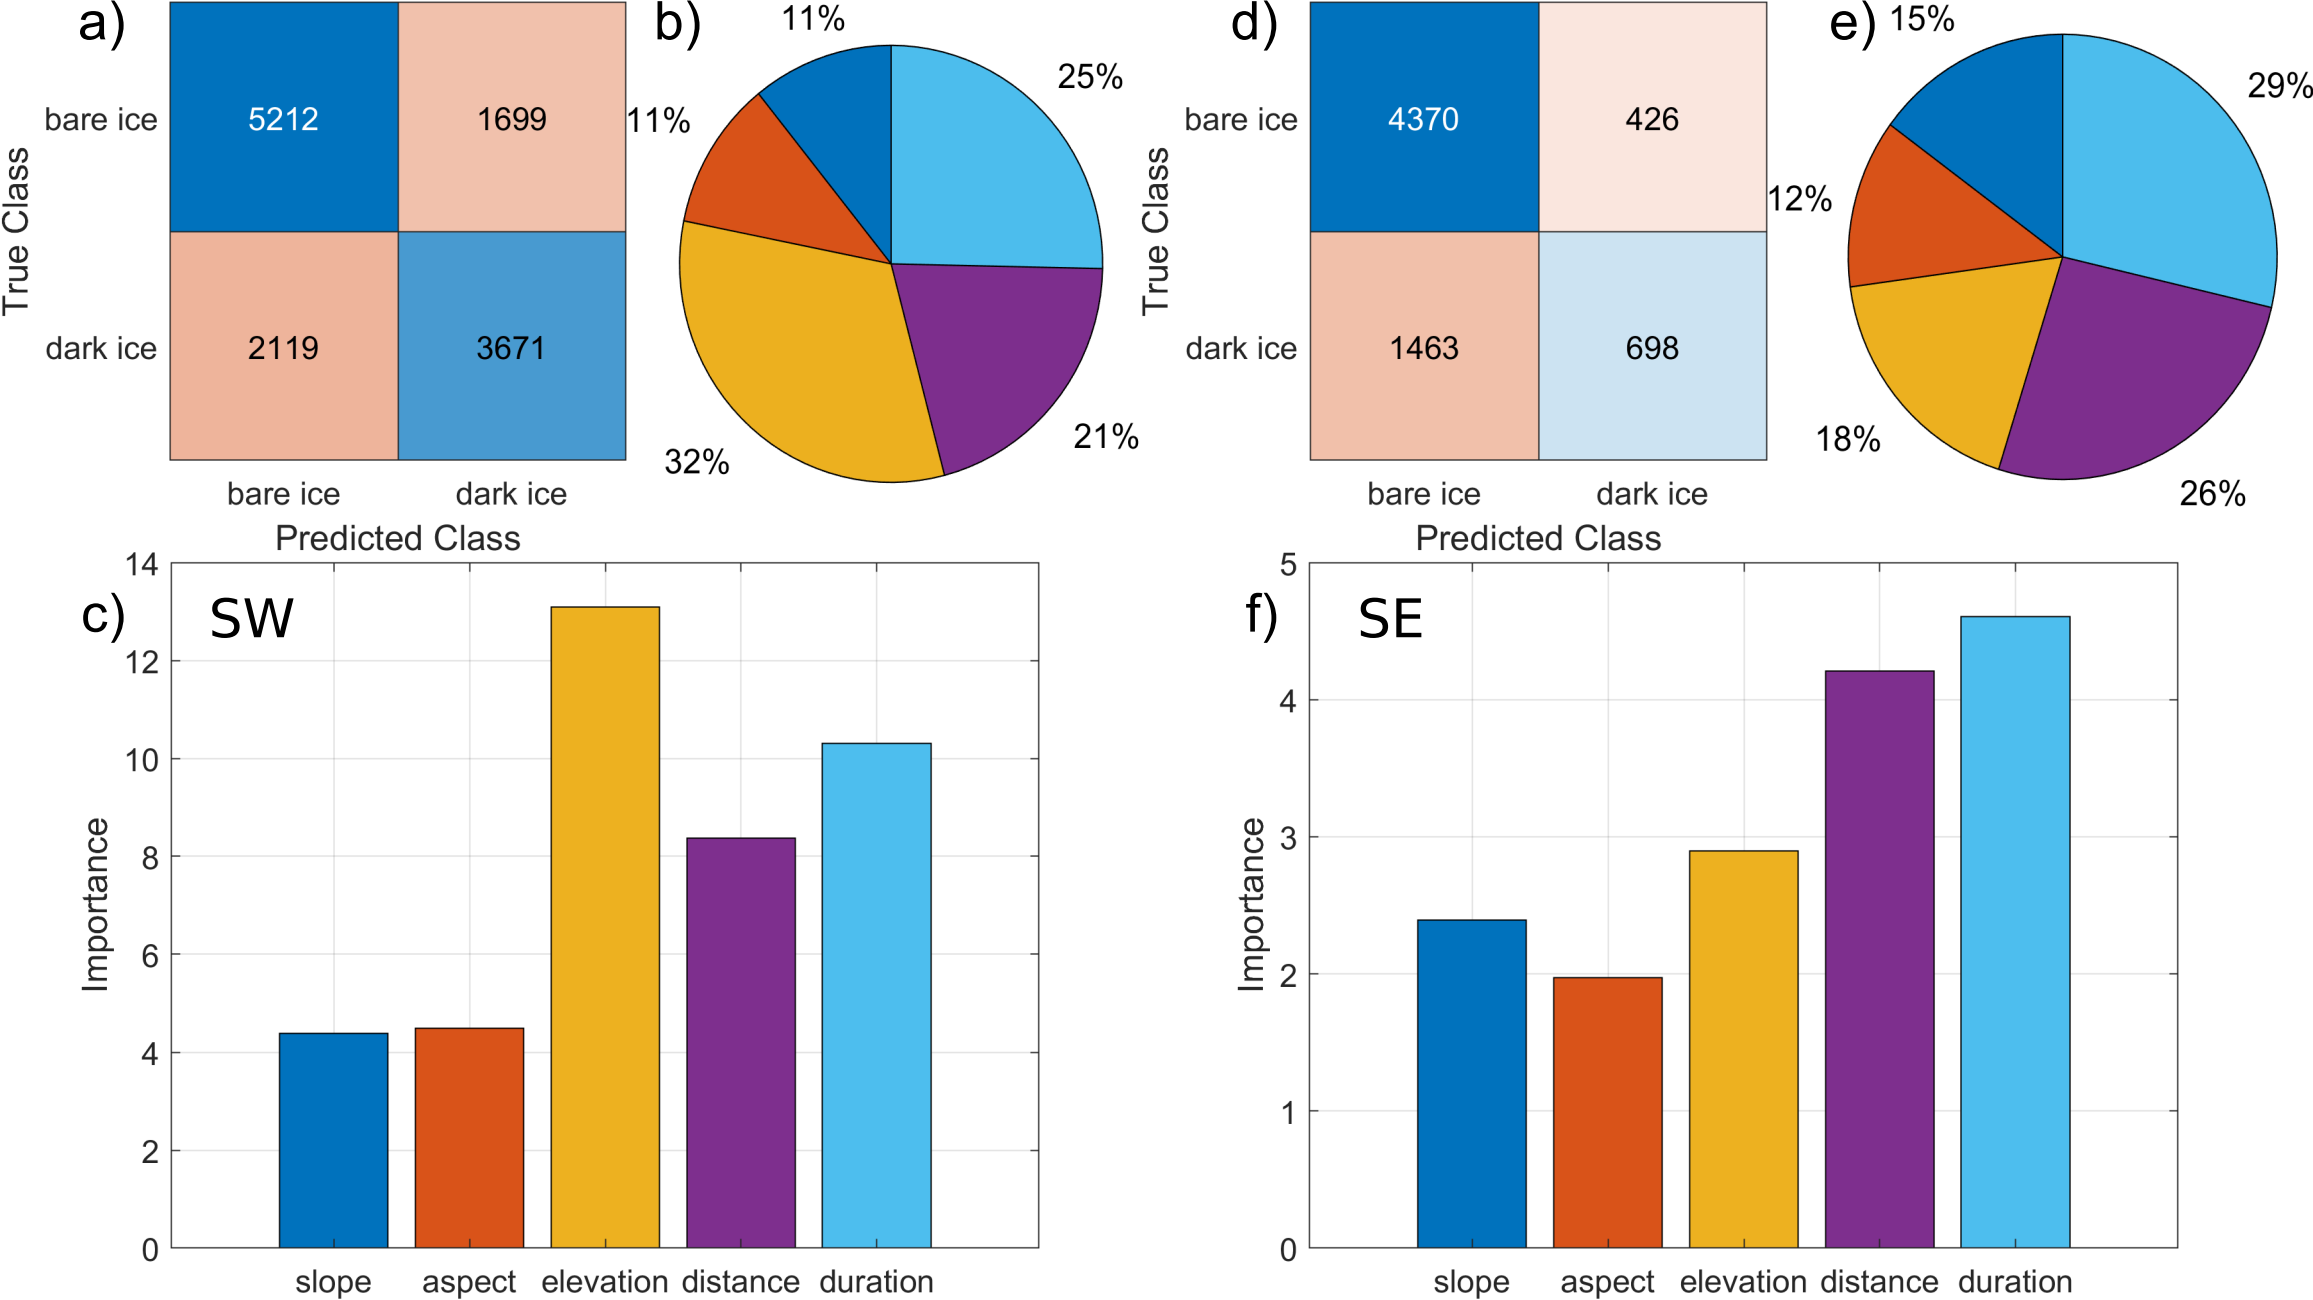 a)
True Class
bare ice
dark ice
5212
1699
2119
3671
bare ice
dark ice
Predicted Class
b)
11%
25%
11%
32%
21%
c)
SW
Importance
14
12
10
8
6
4
2
0
slope
aspect
elevation
distance
duration
d)
True Class
bare ice
dark ice
4370
426
1463
698
bare ice
dark ice
Predicted Class
e)
15%
29%
12%
18%
26%
f)
SE
Importance
5
4
3
2
1
0
slope
aspect
elevation
distance
duration